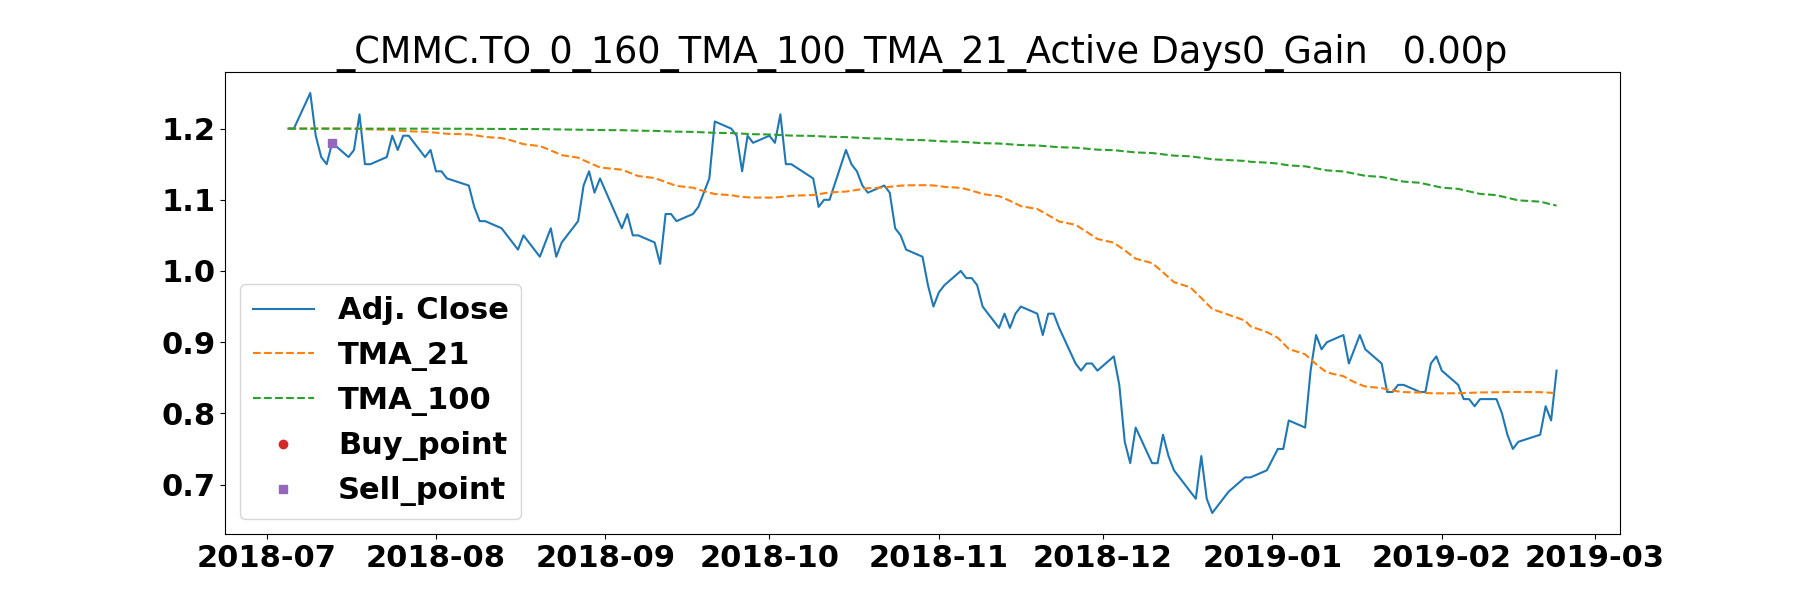 _CMMC.TO_0_160_TMA_100_TMA_21_Active Days0_Gain   0.00p
1.2
1.1
1.0
0.9
0.8
0.7
Adj. Close
TMA_21
TMA_100
Buy_point
Sell_point
2018-07 2018-08 2018-09 2018-10 2018-11 2018-12 2019-01 2019-02 2019-03